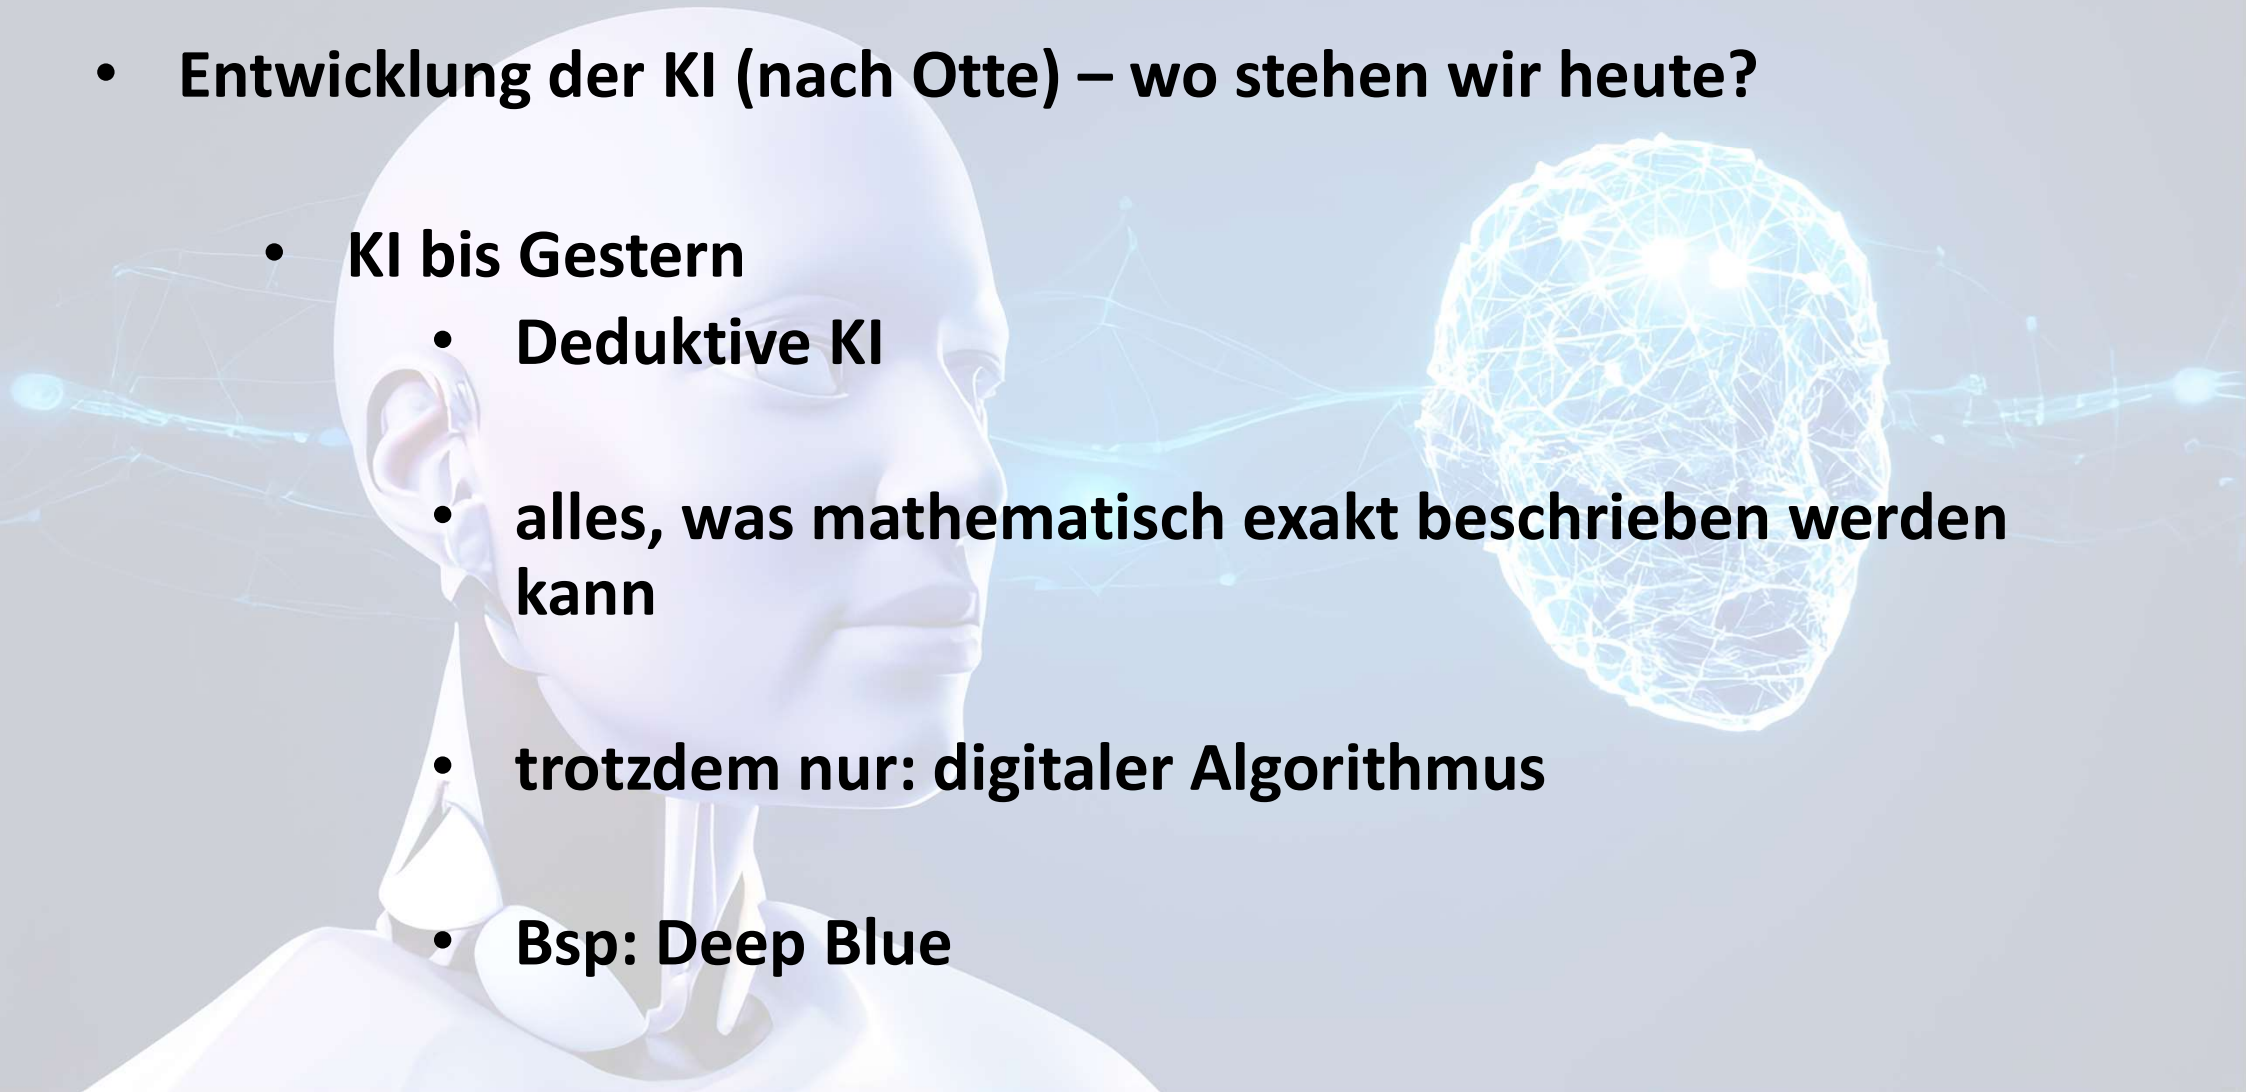 • Entwicklung der KI (nach Otte) – wo stehen wir heute?
• KI bis Gestern
• Deduktive KI
• alles, was mathematisch exakt beschrieben werden
kann
• trotzdem nur: digitaler Algorithmus
• Bsp: Deep Blue